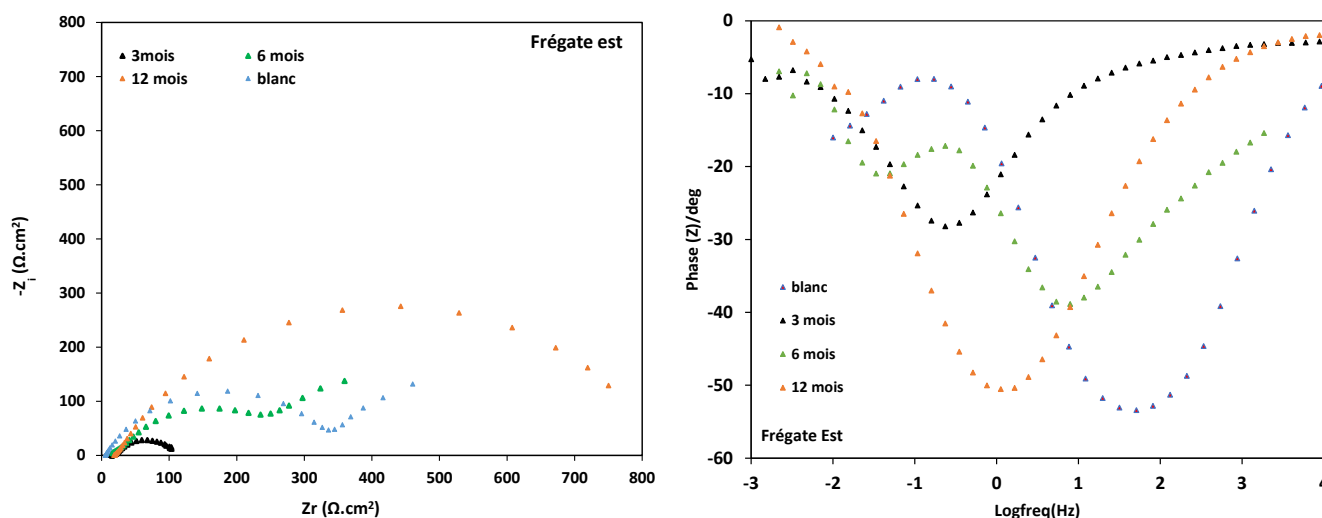 Frégate est
3mois
6 mois
12 mois
blanc
800
700
600
500
400
300
200
100
0
-Zi (Ω.cm²)
0 100 200 300 400 500 600 700 800
Zr (Ω.cm²)
0
-10
-20
-30
-40
-50
-60
Phase (Z)/deg
blanc
3 mois
6 mois
12 mois
Frégate Est
-3 -2 -1 0 1 2 3 4
Logfreq(Hz)